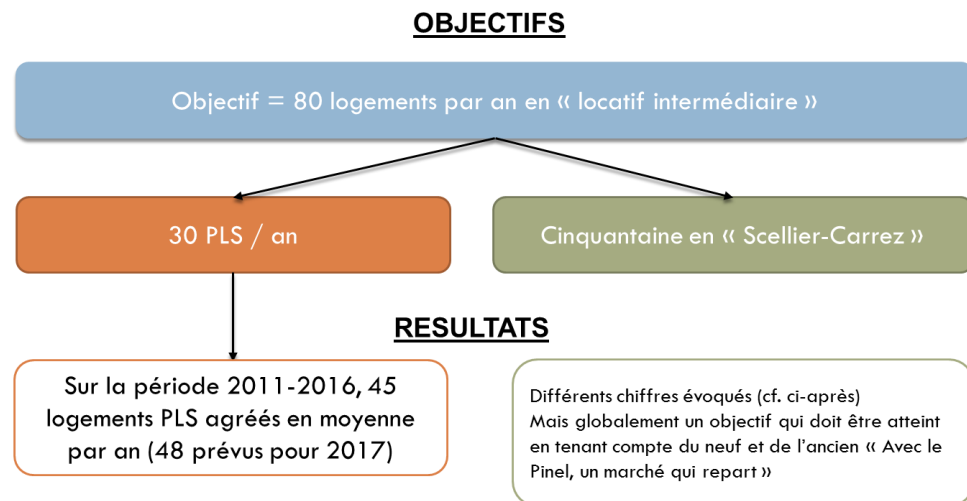 OBJECTIFS
Objectif = 80 logements par an en « locatif intermédiaire »
30 PLS / an
Cinquantaine en « Scellier-Carrez »
RESULTATS
Sur la période 2011-2016, 45
logements PLS agréés en moyenne
par an (48 prévus pour 2017)
Différents chiffres évoqués (cf. ci-après)
Mais globalement un objectif qui doit être atteint
en tenant compte du neuf et de l'ancien « Avec le
Pinel, un marché qui repart »